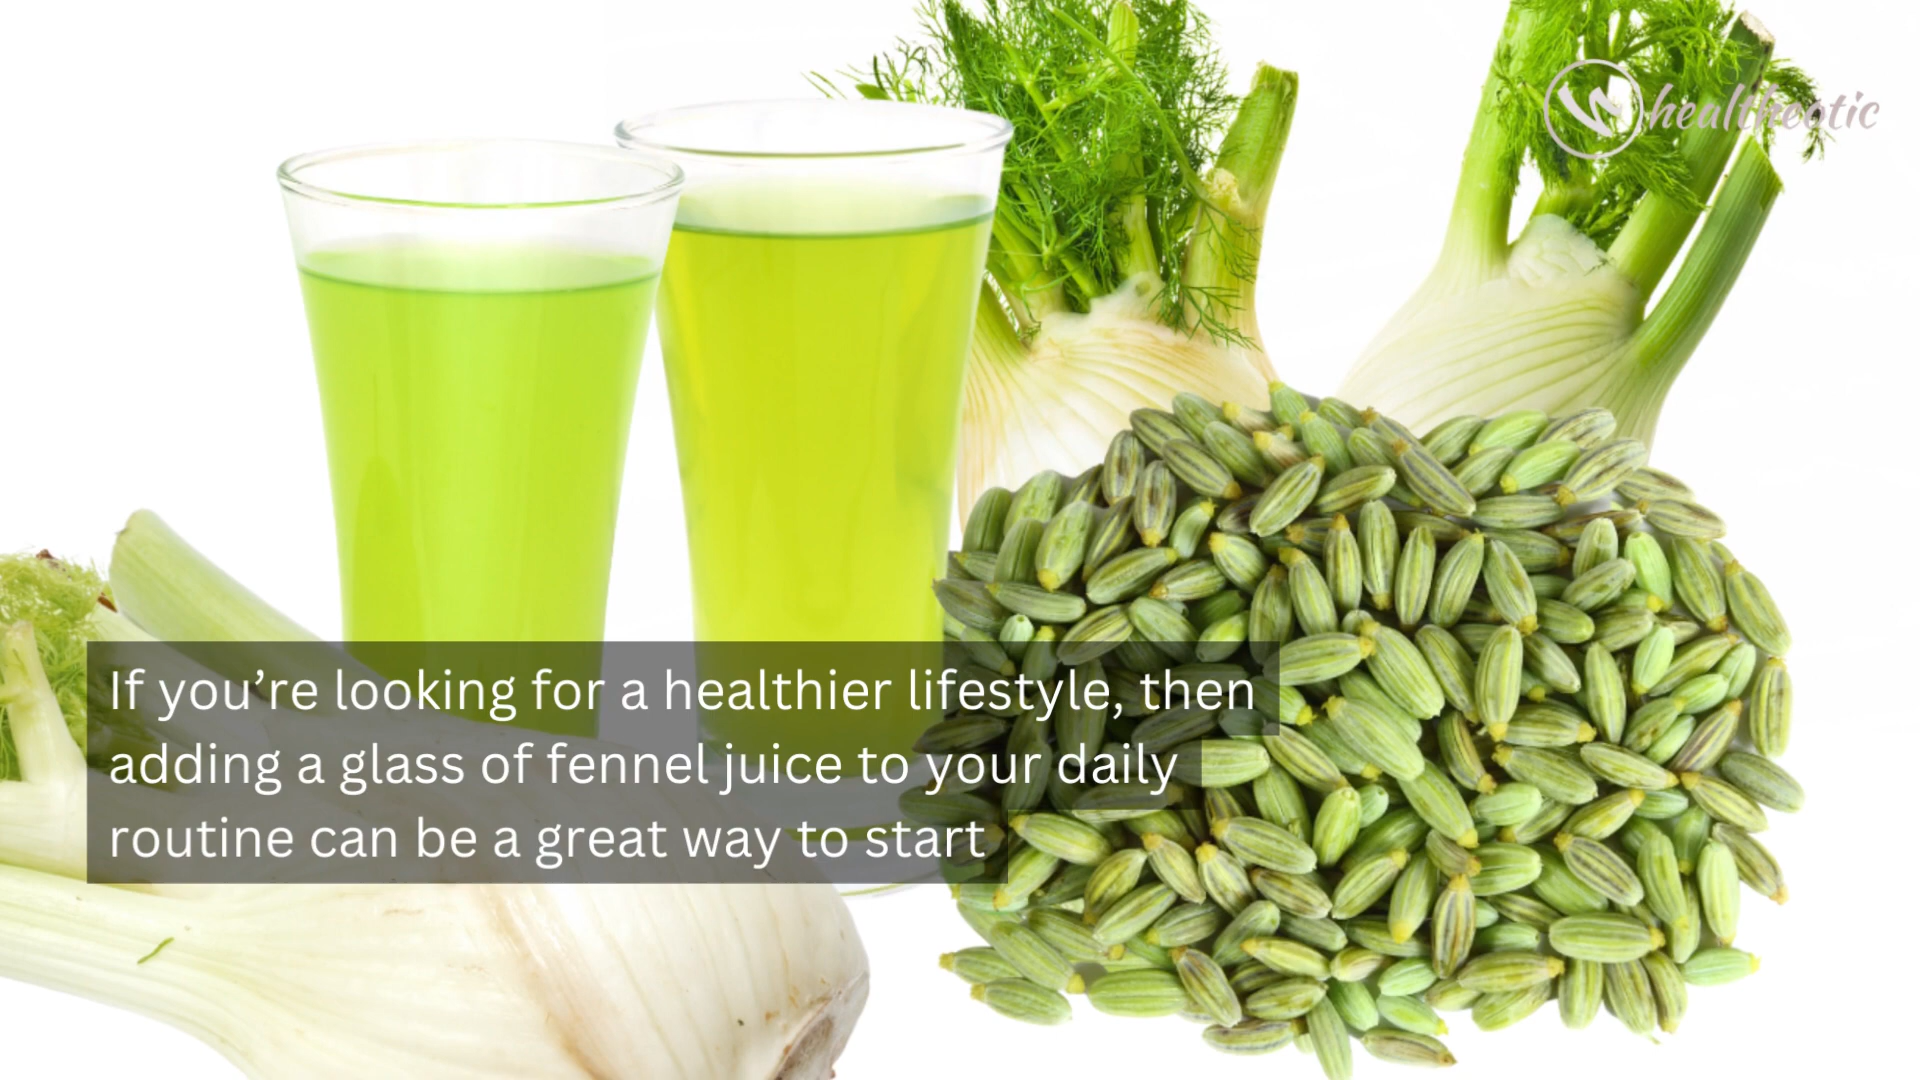 healtheotic
If you’re looking for a healthier lifestyle, then
adding a glass of fennel juice to your daily
routine can be a great way to start